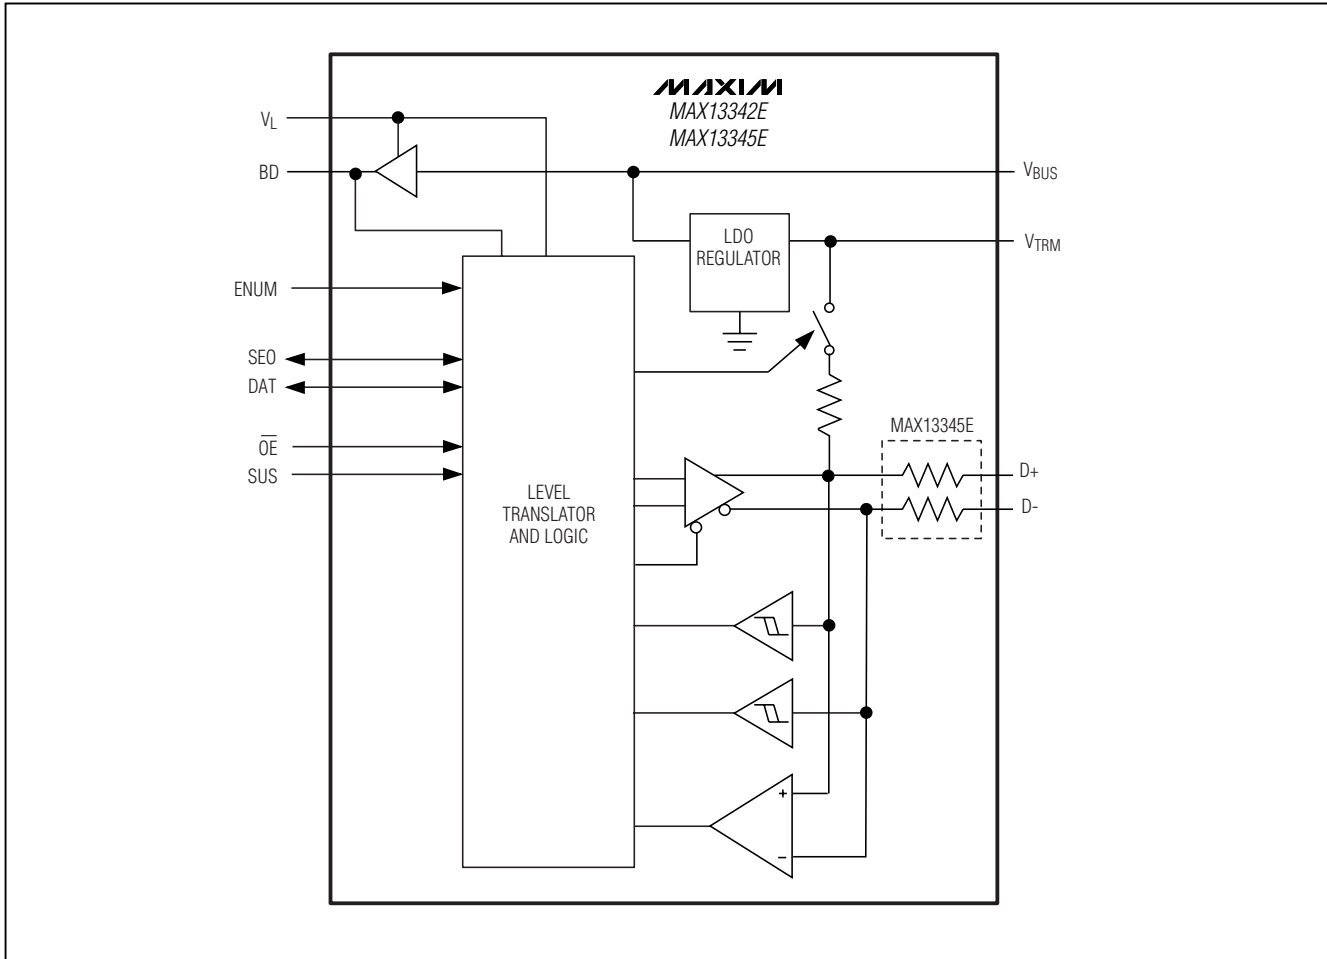 MAXIM
MAX13342E
MAX13345E
VL
BD
VBUS
LDO
REGULATOR
VTRM
ENUM
SEO
DAT
OE
SUS
LEVEL
TRANSLATOR
AND LOGIC
MAX13345E
D+
D-
+
−